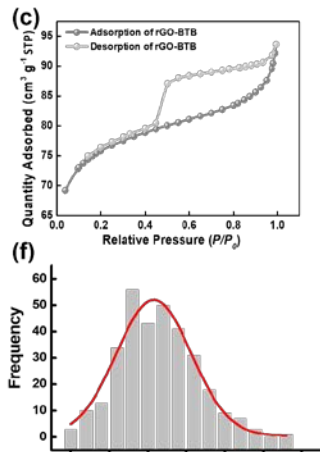 (c)
Adsorption of rGO-BTB
Desorption of rGO-BTB
Quantity Adsorbed (cm³ g⁻¹ STP)
95
90
85
80
75
70
65
0.0 0.2 0.4 0.6 0.8 1.0
Relative Pressure (P/P₀)
(f)
Frequency
60
50
40
30
20
10
0